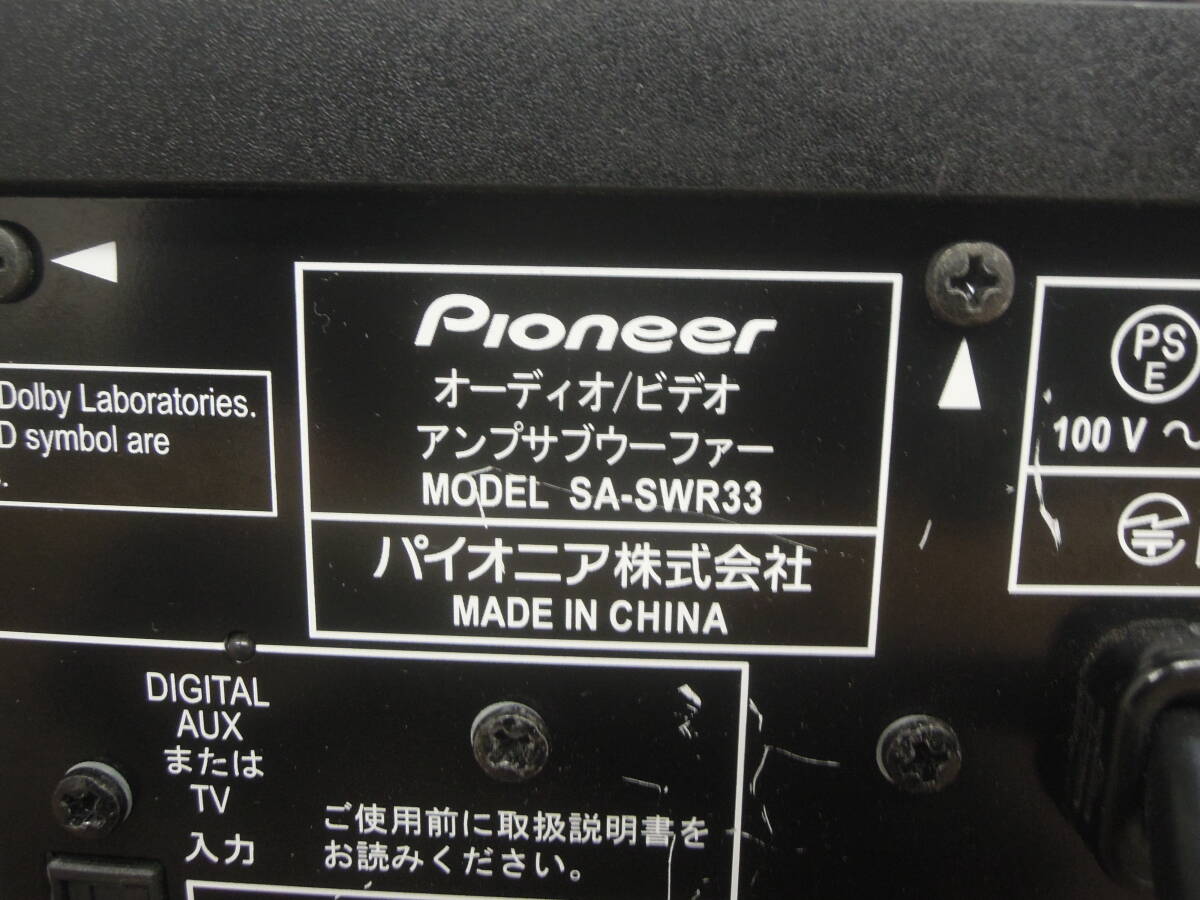 Dolby Laboratories.
D symbol are
Pioneer
オーディオ/ビデオ
アンプサブウーファー
MODEL SA-SWR33
パイオニア株式会社
MADE IN CHINA
PS
E
100 V ~
DIGITAL
AUX
または
TV
入力
ご使用前に取扱説明書を
お読みください。